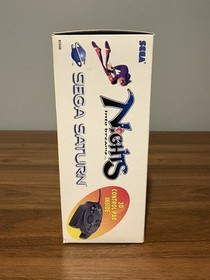 SEGA
NiGHTS
into dreams...
SEGA SATURN
3D
CONTROL PAD
INSIDE